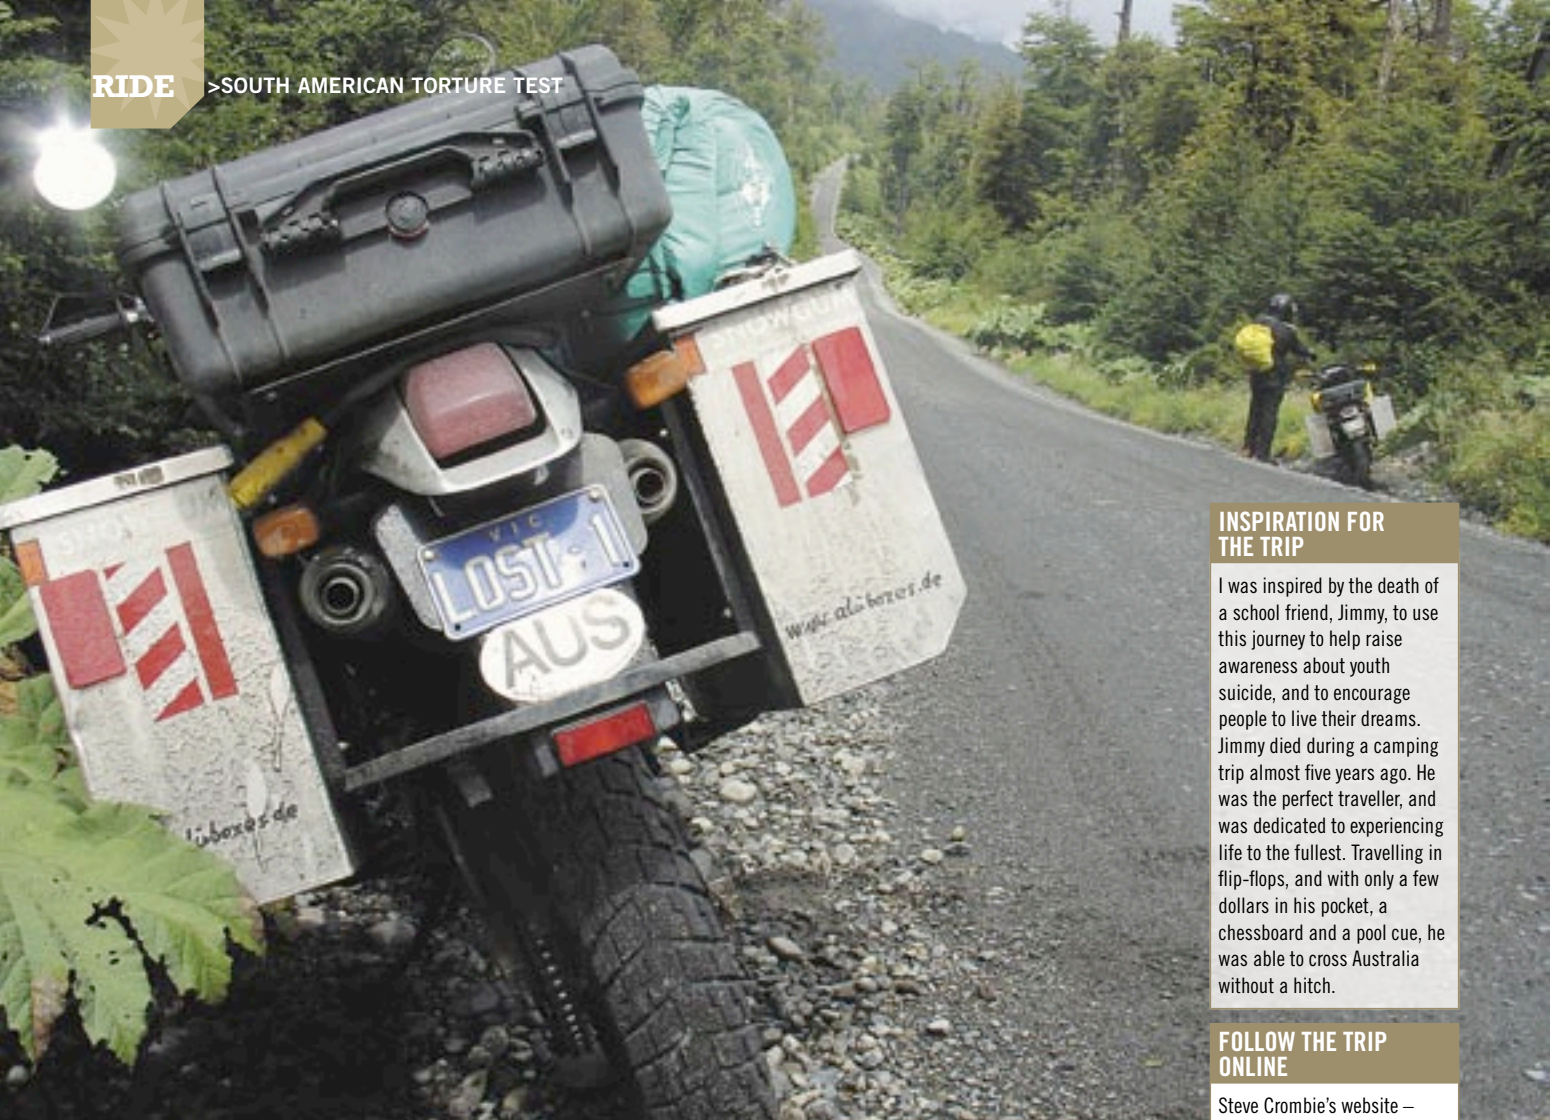 RIDE
>SOUTH AMERICAN TORTURE TEST
VIC
LOST-1
AUS
www.aluboxes.de
INSPIRATION FOR
THE TRIP
I was inspired by the death of
a school friend, Jimmy, to use
this journey to help raise
awareness about youth
suicide, and to encourage
people to live their dreams.
Jimmy died during a camping
trip almost five years ago. He
was the perfect traveller, and
was dedicated to experiencing
life to the fullest. Travelling in
flip-flops, and with only a few
dollars in his pocket, a
chessboard and a pool cue, he
was able to cross Australia
without a hitch.
FOLLOW THE TRIP
ONLINE
Steve Crombie’s website –